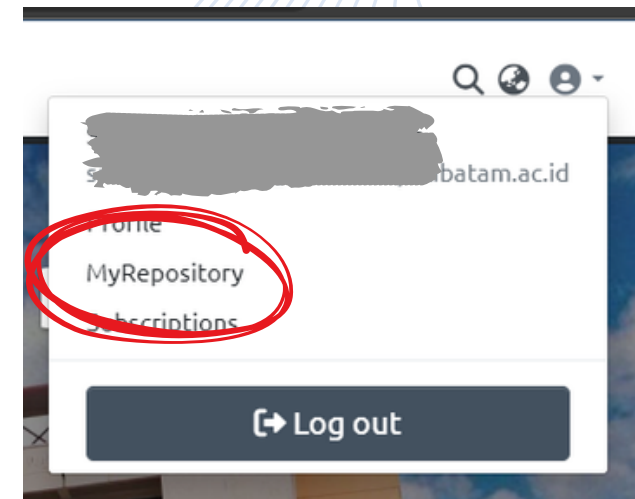 batam.ac.id
Profile
MyRepository
Subscriptions
Log out